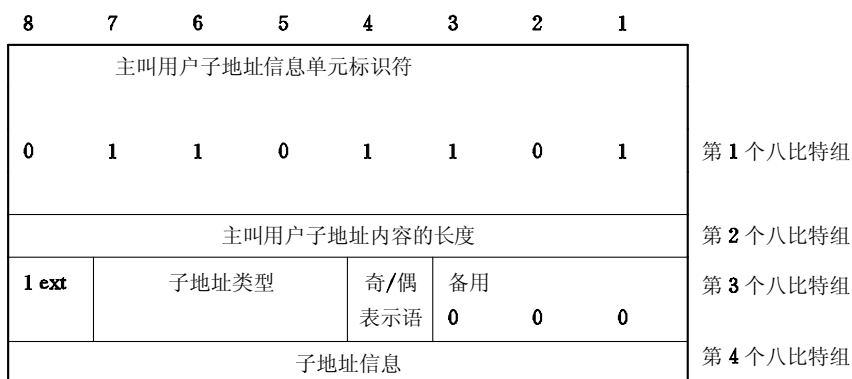 8 7 6 5 4 3 2 1
主叫用户子地址信息单元标识符
0 1 1 0 1 1 0 1 第 1 个八比特组
主叫用户子地址内容的长度 第 2 个八比特组
1 ext 子地址类型 奇/偶 备用 第 3 个八比特组
表示语 0 0 0
子地址信息 第 4 个八比特组